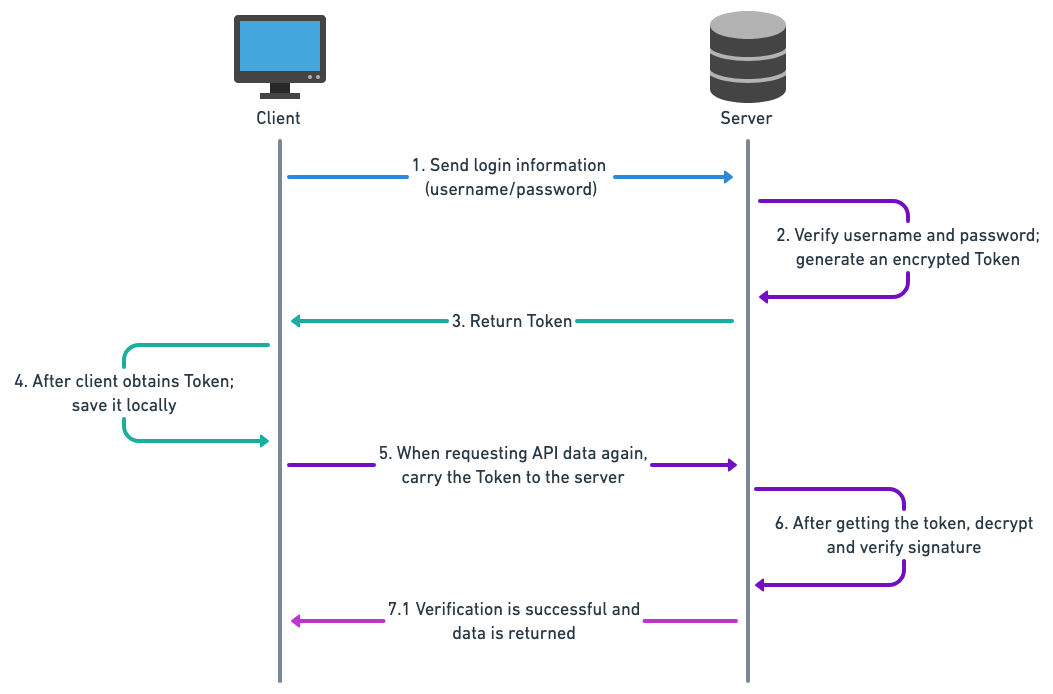 Client
Server
1. Send login information
(username/password)
2. Verify username and password;
generate an encrypted Token
3. Return Token
4. After client obtains Token;
save it locally
5. When requesting API data again,
carry the Token to the server
6. After getting the token, decrypt
and verify signature
7.1 Verification is successful and
data is returned